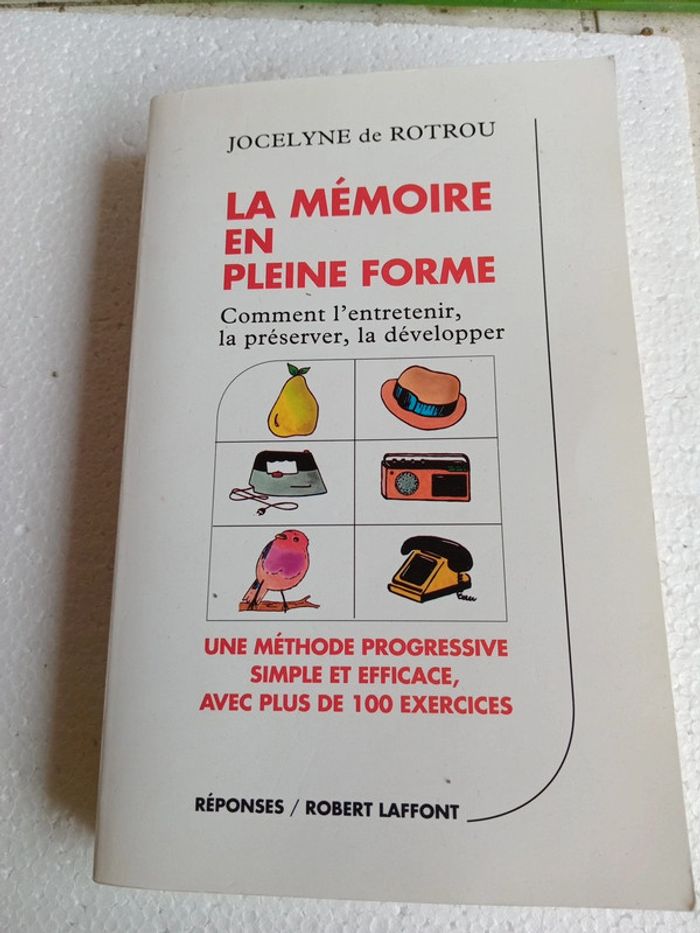 JOCELYNE de ROTROU
LA MÉMOIRE
EN
PLEINE FORME
Comment l'entretenir,
la préserver, la développer
UNE MÉTHODE PROGRESSIVE
SIMPLE ET EFFICACE,
AVEC PLUS DE 100 EXERCICES
RÉPONSES / ROBERT LAFFONT